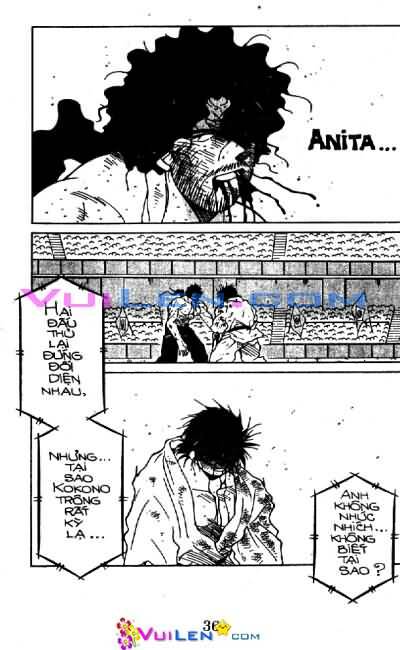 ANITA...
VUILEN.COM
HAI
ĐẤU
THỦ
LẠI
ĐỨNG
ĐỐI
DIỆN
NHAU,
NHƯNG...
TẠI
SAO
KOKONO
TRÔNG
RẤT
KỲ
LẠ...
ANH
KHÔNG
NHÚC
NHÍCH...
KHÔNG
BIẾT
TẠI
SAO?
36
VUILEN.COM